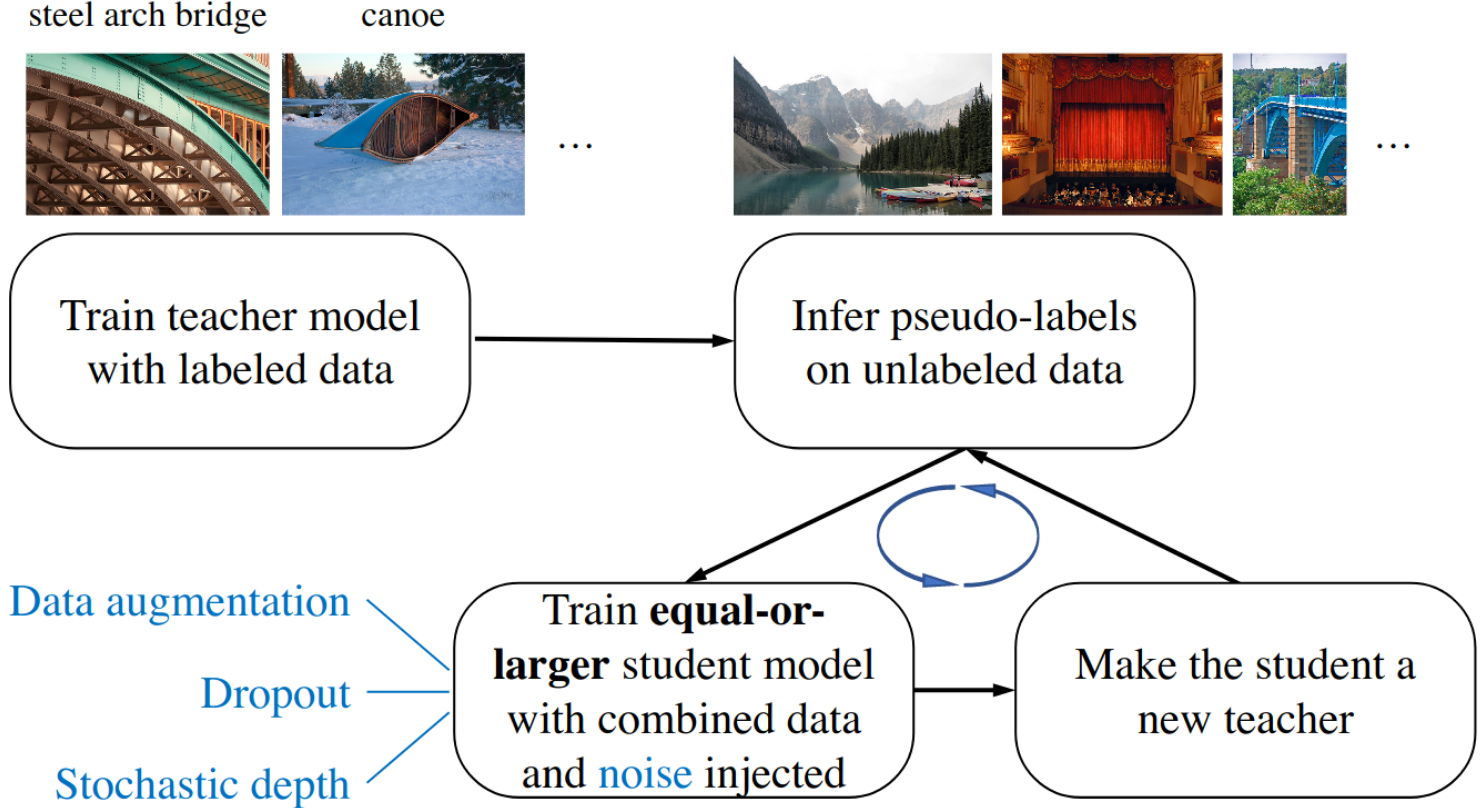 steel arch bridge
canoe
...
...
Train teacher model
with labeled data
Infer pseudo-labels
on unlabeled data
Data augmentation
Dropout
Stochastic depth
Train equal-or-
larger student model
with combined data
and noise injected
Make the student a
new teacher